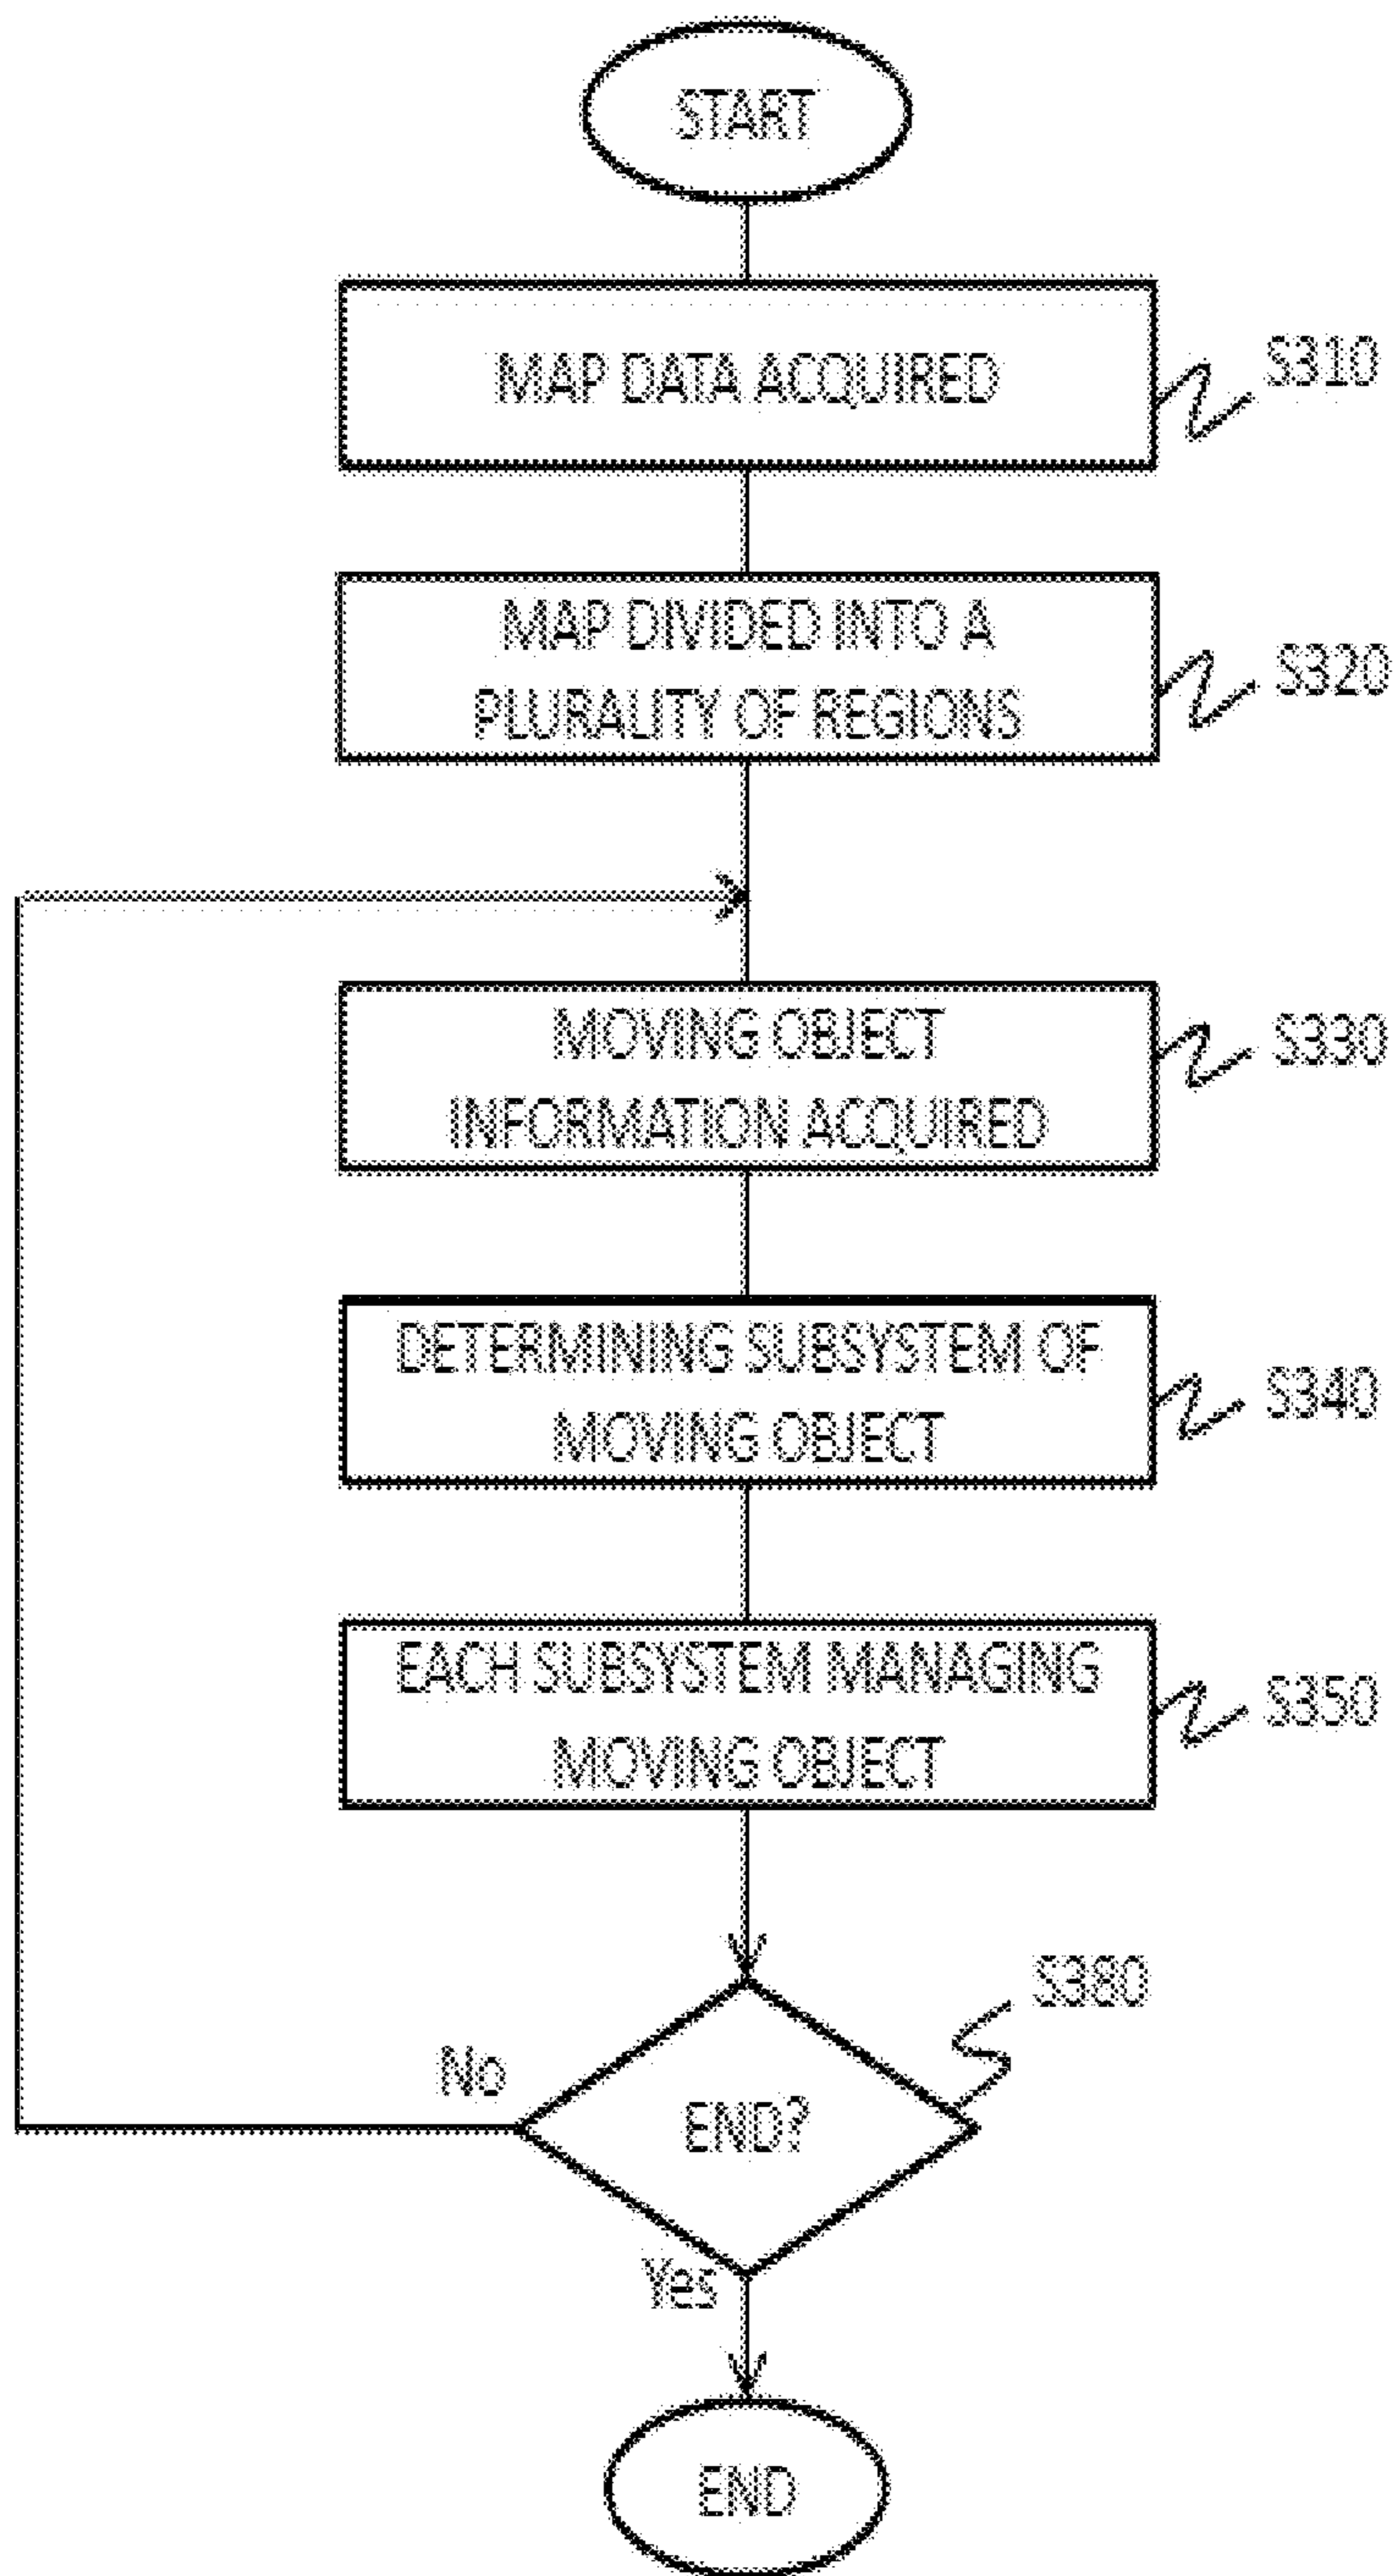 START
MAP DATA ACQUIRED
S310
MAP DIVIDED INTO A
PLURALITY OF REGIONS
S320
MOVING OBJECT
INFORMATION ACQUIRED
S330
DETERMINING SUBSYSTEM OF
MOVING OBJECT
S340
EACH SUBSYSTEM MANAGING
MOVING OBJECT
S350
S380
No
END?
Yes
END